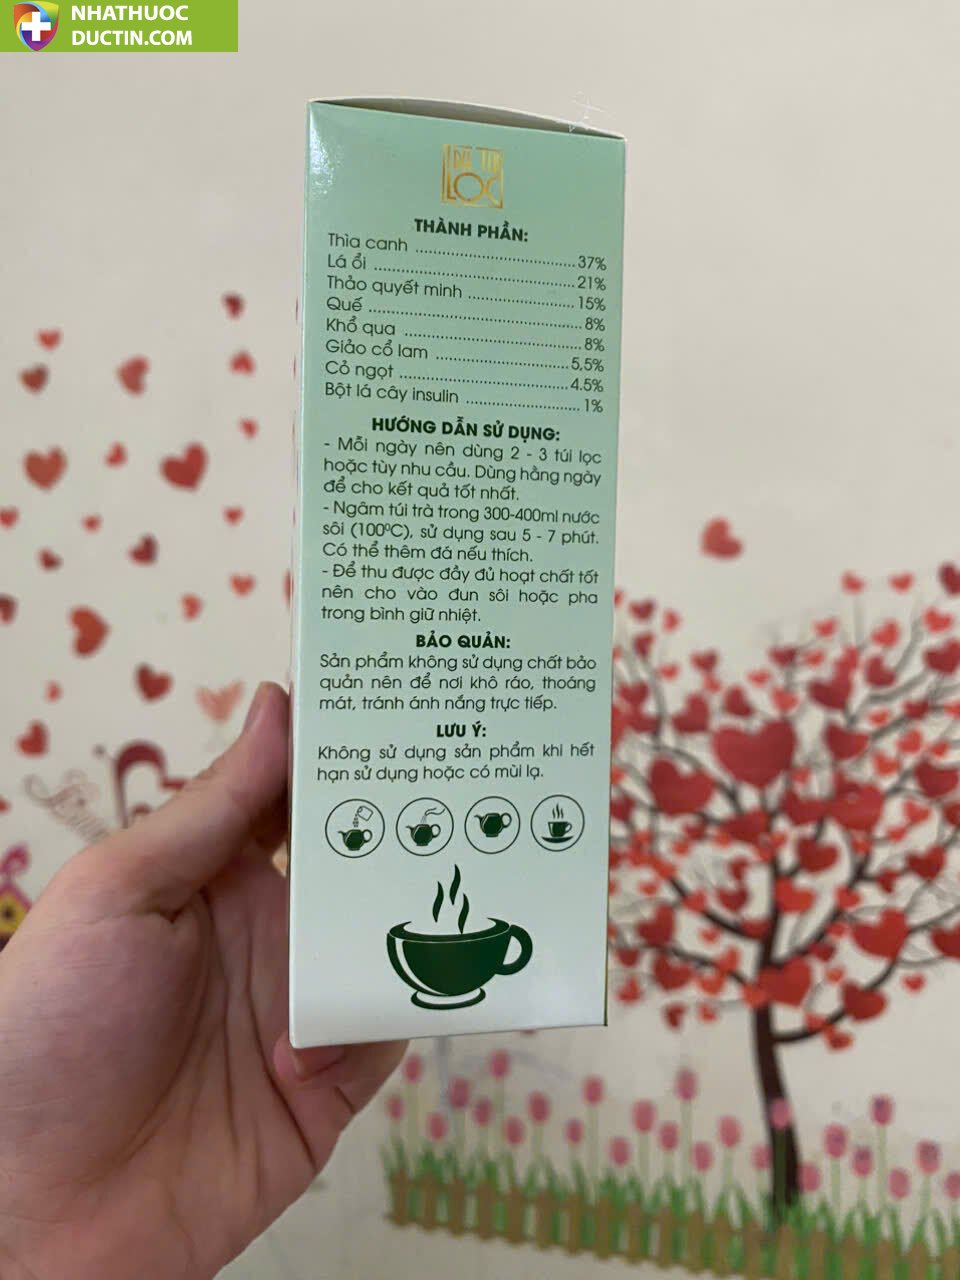 NHATHUOC
DUCTIN.COM
LỘC
THÀNH PHẦN:
Thìa canh ........ 37%
Lá ổi ........ 21%
Thảo quyết minh ........ 15%
Quế ........ 8%
Khổ qua ........ 8%
Giảo cổ lam ........ 5,5%
Cỏ ngọt ........ 4.5%
Bột lá cây insulin ........ 1%
HƯỚNG DẪN SỬ DỤNG:
- Mỗi ngày nên dùng 2 - 3 túi lọc
hoặc tùy nhu cầu. Dùng hằng ngày
để cho kết quả tốt nhất.
- Ngâm túi trà trong 300-400ml nước
sôi (100⁰C), sử dụng sau 5 - 7 phút.
Có thể thêm đá nếu thích.
- Để thu được đầy đủ hoạt chất tốt
nên cho vào đun sôi hoặc pha
trong bình giữ nhiệt.
BẢO QUẢN:
Sản phẩm không sử dụng chất bảo
quản nên để nơi khô ráo, thoáng
mát, tránh ánh nắng trực tiếp.
LƯU Ý:
Không sử dụng sản phẩm khi hết
hạn sử dụng hoặc có mùi lạ.